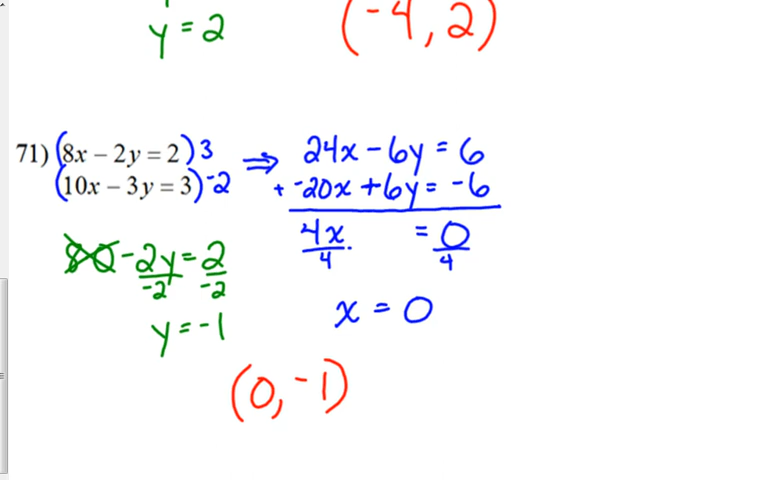 y = 2
(-4, 2)
71) (8x – 2y = 2) 3 ⇒ 24x - 6y = 6
(10x – 3y = 3) -2 + -20x + 6y = -6
4x = 0
4 4
x = 0
8·0 - 2y = 2
-2 -2
y = -1
(0, -1)